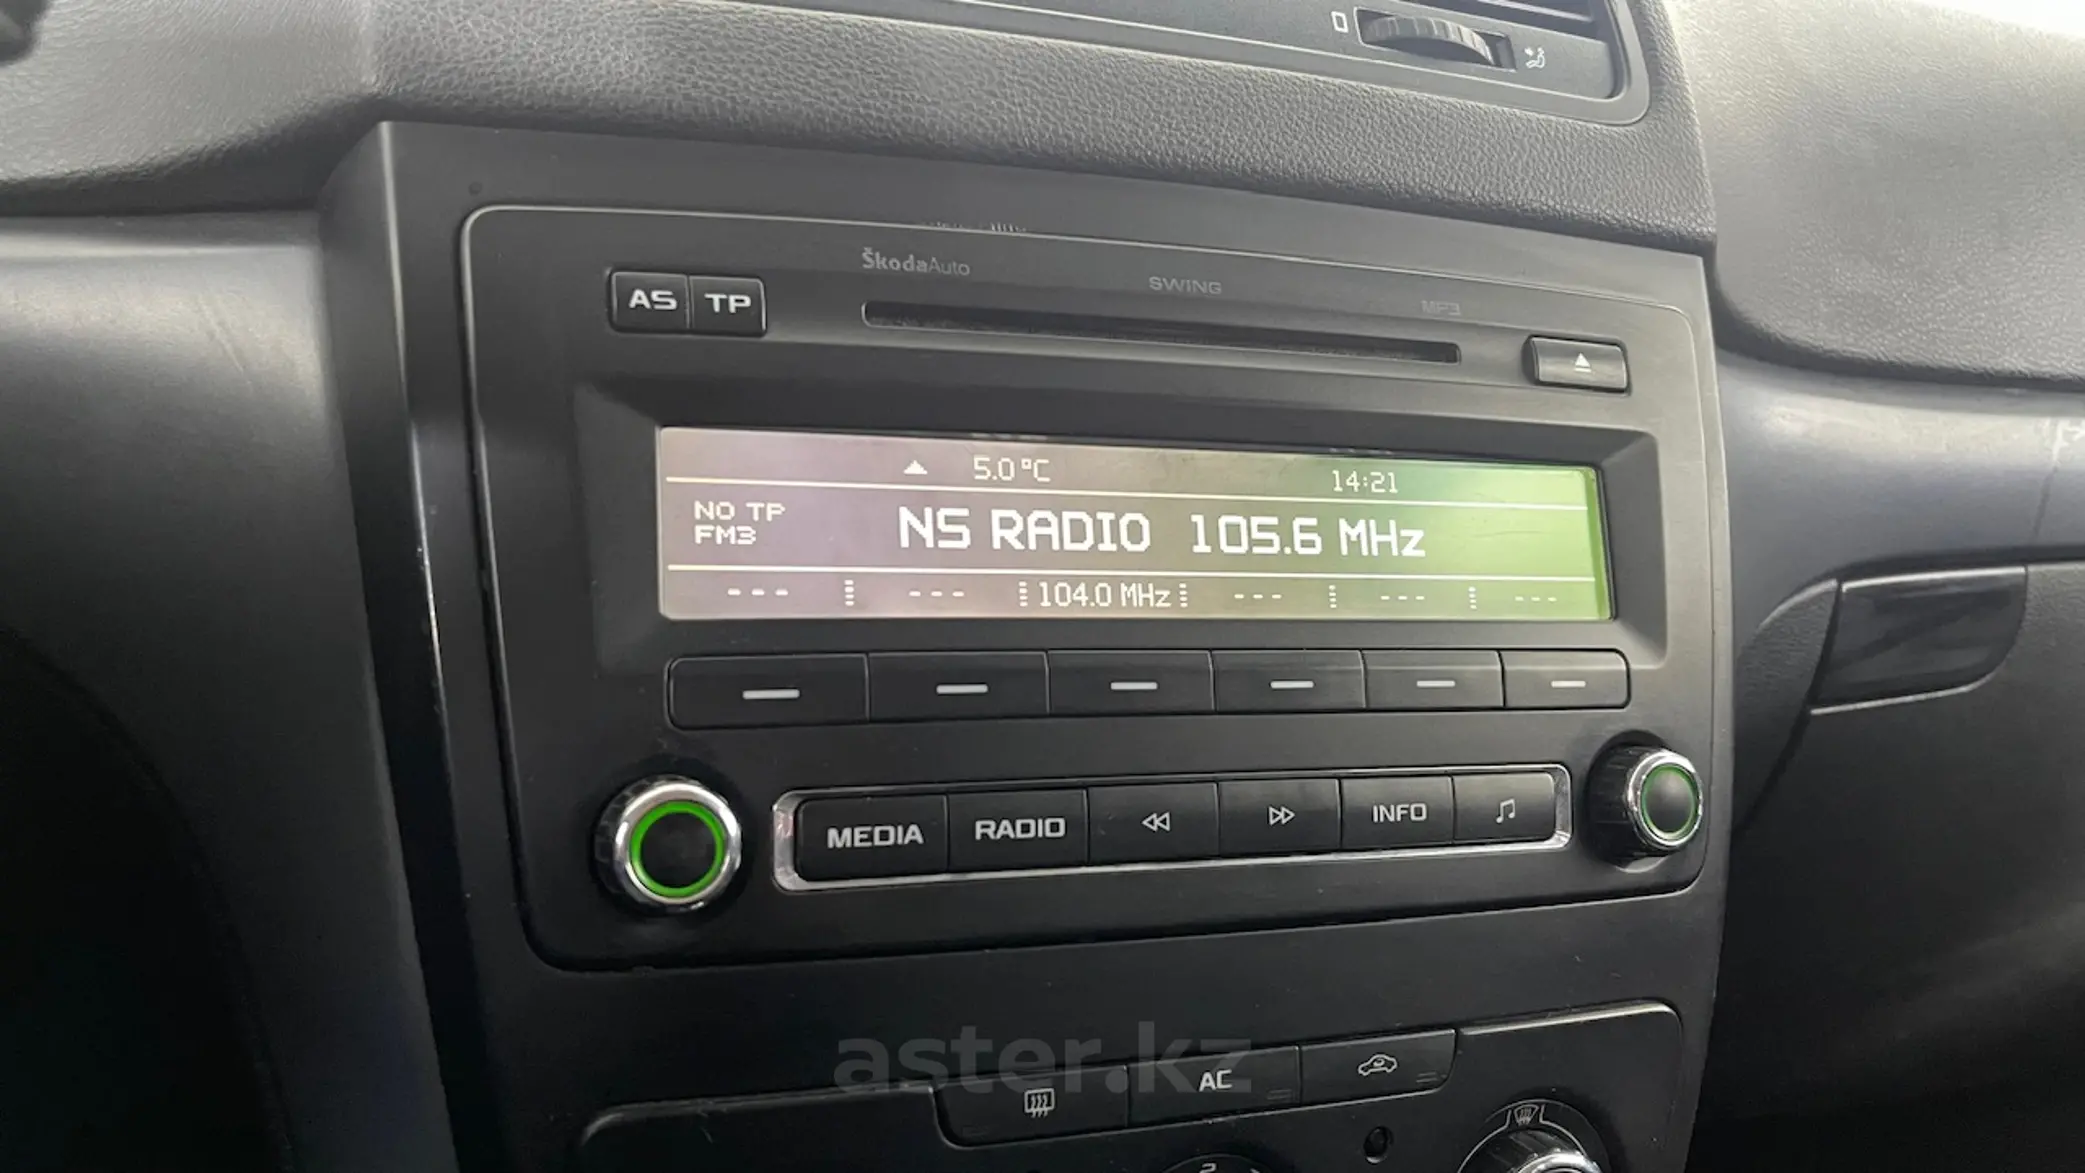 ŠkodaAuto
SWING
MP3
AS TP
5.0°C 14:21
NO TP
FM3
NS RADIO 105.6 MHz
--- --- 104.0 MHz --- --- ---
MEDIA RADIO INFO
aster.kz
AC
2